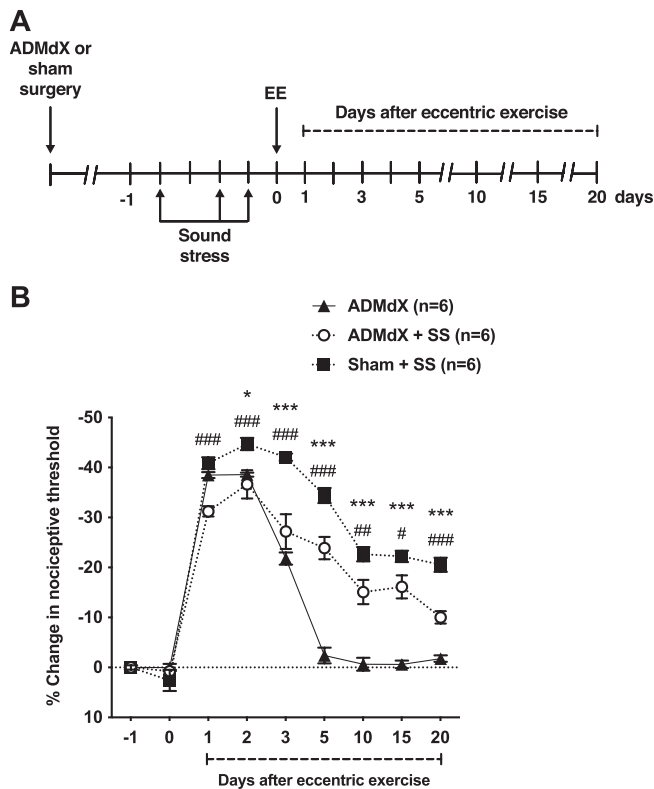 A
ADMdX or
sham
surgery
EE
Days after eccentric exercise
-1 0 1 3 5 10 15 20 days
Sound
stress
B
ADMdX (n=6)
ADMdX + SS (n=6)
Sham + SS (n=6)
% Change in nociceptive threshold
-50
-40
-30
-20
-10
0
10
### 
*
###
***
###
***
###
***
##
***
#
***
###
-1 0 1 2 3 5 10 15 20
Days after eccentric exercise